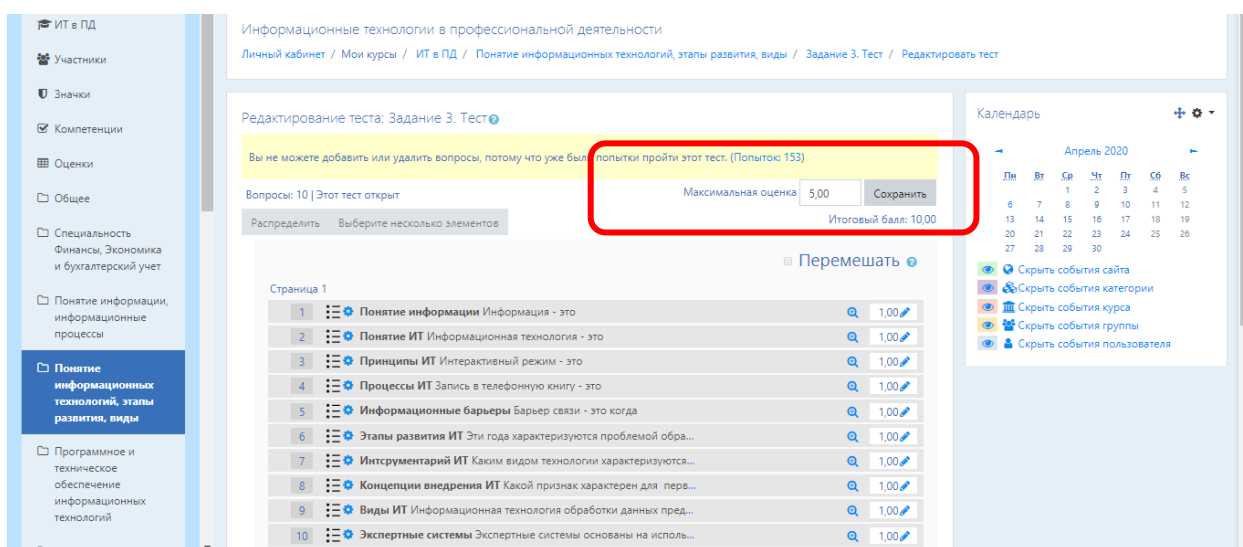 ИТ в ПД
Участники
Значки
Компетенции
Оценки
Общее
Специальность
Финансы, Экономика
и бухгалтерский учет
Понятие информации,
информационные
процессы
Понятие
информационных
технологий, этапы
развития, виды
Программное и
техническое
обеспечение
информационных
технологий
Информационные технологии в профессиональной деятельности
Личный кабинет / Мои курсы / ИТ в ПД / Понятие информационных технологий, этапы развития, виды / Задание 3. Тест / Редактировать тест
Редактирование теста: Задание 3. Тест
Вы не можете добавить или удалить вопросы, потому что уже были попытки пройти этот тест. (Попыток: 153)
Вопросы: 10 | Этот тест открыт
Максимальная оценка 5,00 Сохранить
Распределить Выберите несколько элементов
Итоговый балл: 10,00
Перемешать
Страница 1
1 Понятие информации Информация - это 1,00
2 Понятие ИТ Информационная технология - это 1,00
3 Принципы ИТ Интерактивный режим - это 1,00
4 Процессы ИТ Запись в телефонную книгу - это 1,00
5 Информационные барьеры Барьер связи - это когда 1,00
6 Этапы развития ИТ Эти года характеризуются проблемой обра... 1,00
7 Интсрументарий ИТ Каким видом технологии характеризуются... 1,00
8 Концепции внедрения ИТ Какой признак характерен для перв... 1,00
9 Виды ИТ Информационная технология обработки данных пред... 1,00
10 Экспертные системы Экспертные системы основаны на исполь... 1,00
Календарь
Апрель 2020
Пн Вт Ср Чт Пт Сб Вс
1 2 3 4 5
6 7 8 9 10 11 12
13 14 15 16 17 18 19
20 21 22 23 24 25 26
27 28 29 30
Скрыть события сайта
Скрыть события категории
Скрыть события курса
Скрыть события группы
Скрыть события пользователя